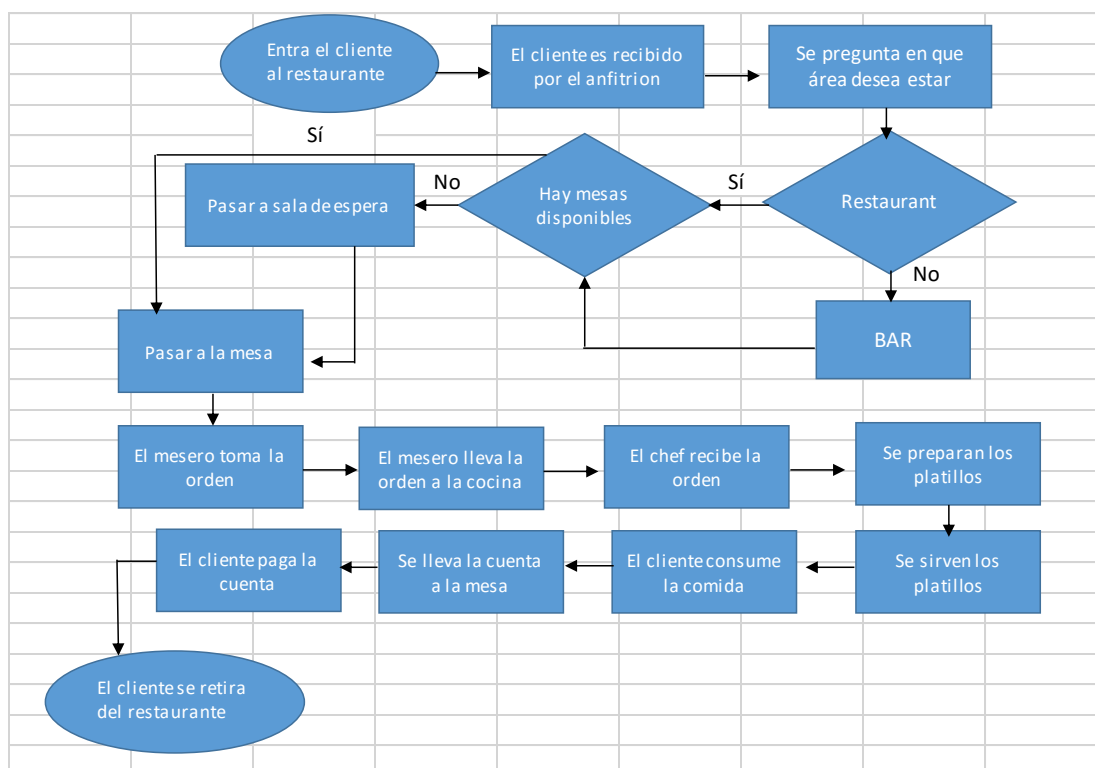 Entra el cliente
al restaurante
El cliente es recibido
por el anfitrion
Se pregunta en que
área desea estar
Sí
Pasar a sala de espera
No
Hay mesas
disponibles
Sí
Restaurant
No
Pasar a la mesa
BAR
El mesero toma la
orden
El mesero lleva la
orden a la cocina
El chef recibe la
orden
Se preparan los
platillos
El cliente paga la
cuenta
Se lleva la cuenta
a la mesa
El cliente consume
la comida
Se sirven los
platillos
El cliente se retira
del restaurante